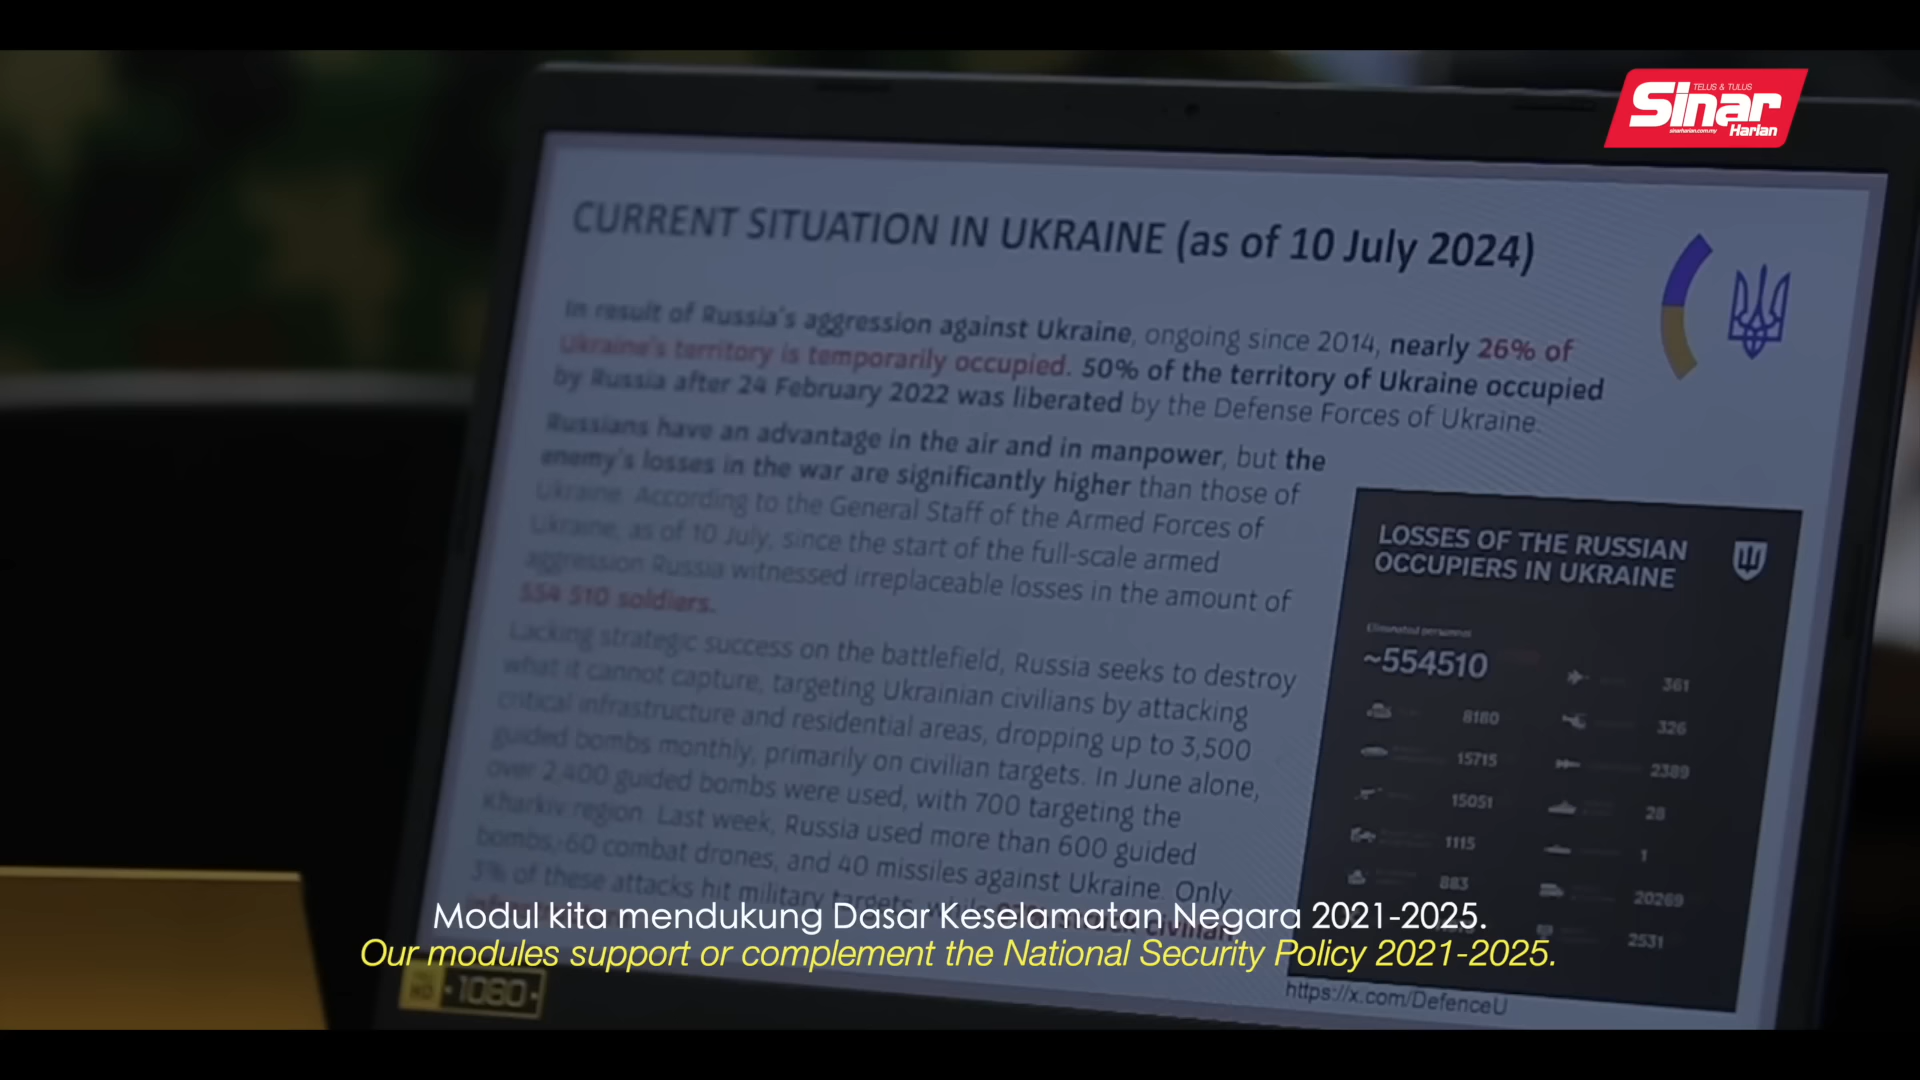 TELUS & TULUS
Sinar
Harian
sinarharian.com.my
CURRENT SITUATION IN UKRAINE (as of 10 July 2024)
In result of Russia's aggression against Ukraine, ongoing since 2014, nearly 26% of
Ukraine's territory is temporarily occupied. 50% of the territory of Ukraine occupied
by Russia after 24 February 2022 was liberated by the Defense Forces of Ukraine.
Russians have an advantage in the air and in manpower, but the
enemy's losses in the war are significantly higher than those of
Ukraine. According to the General Staff of the Armed Forces of
Ukraine, as of 10 July, since the start of the full-scale armed
aggression Russia witnessed irreplaceable losses in the amount of
554 510 soldiers.
Lacking strategic success on the battlefield, Russia seeks to destroy
what it cannot capture, targeting Ukrainian civilians by attacking
critical infrastructure and residential areas, dropping up to 3,500
guided bombs monthly, primarily on civilian targets. In June alone,
over 2,400 guided bombs were used, with 700 targeting the
Kharkiv region. Last week, Russia used more than 600 guided
bombs, 60 combat drones, and 40 missiles against Ukraine. Only
3% of these attacks hit military targets,
LOSSES OF THE RUSSIAN
OCCUPIERS IN UKRAINE
Eliminated personnel
~554510
8180
15715
15051
1115
883
361
326
2389
28
1
20269
2531
https://x.com/DefenceU
Modul kita mendukung Dasar Keselamatan Negara 2021-2025.
Our modules support or complement the National Security Policy 2021-2025.
HD 1080